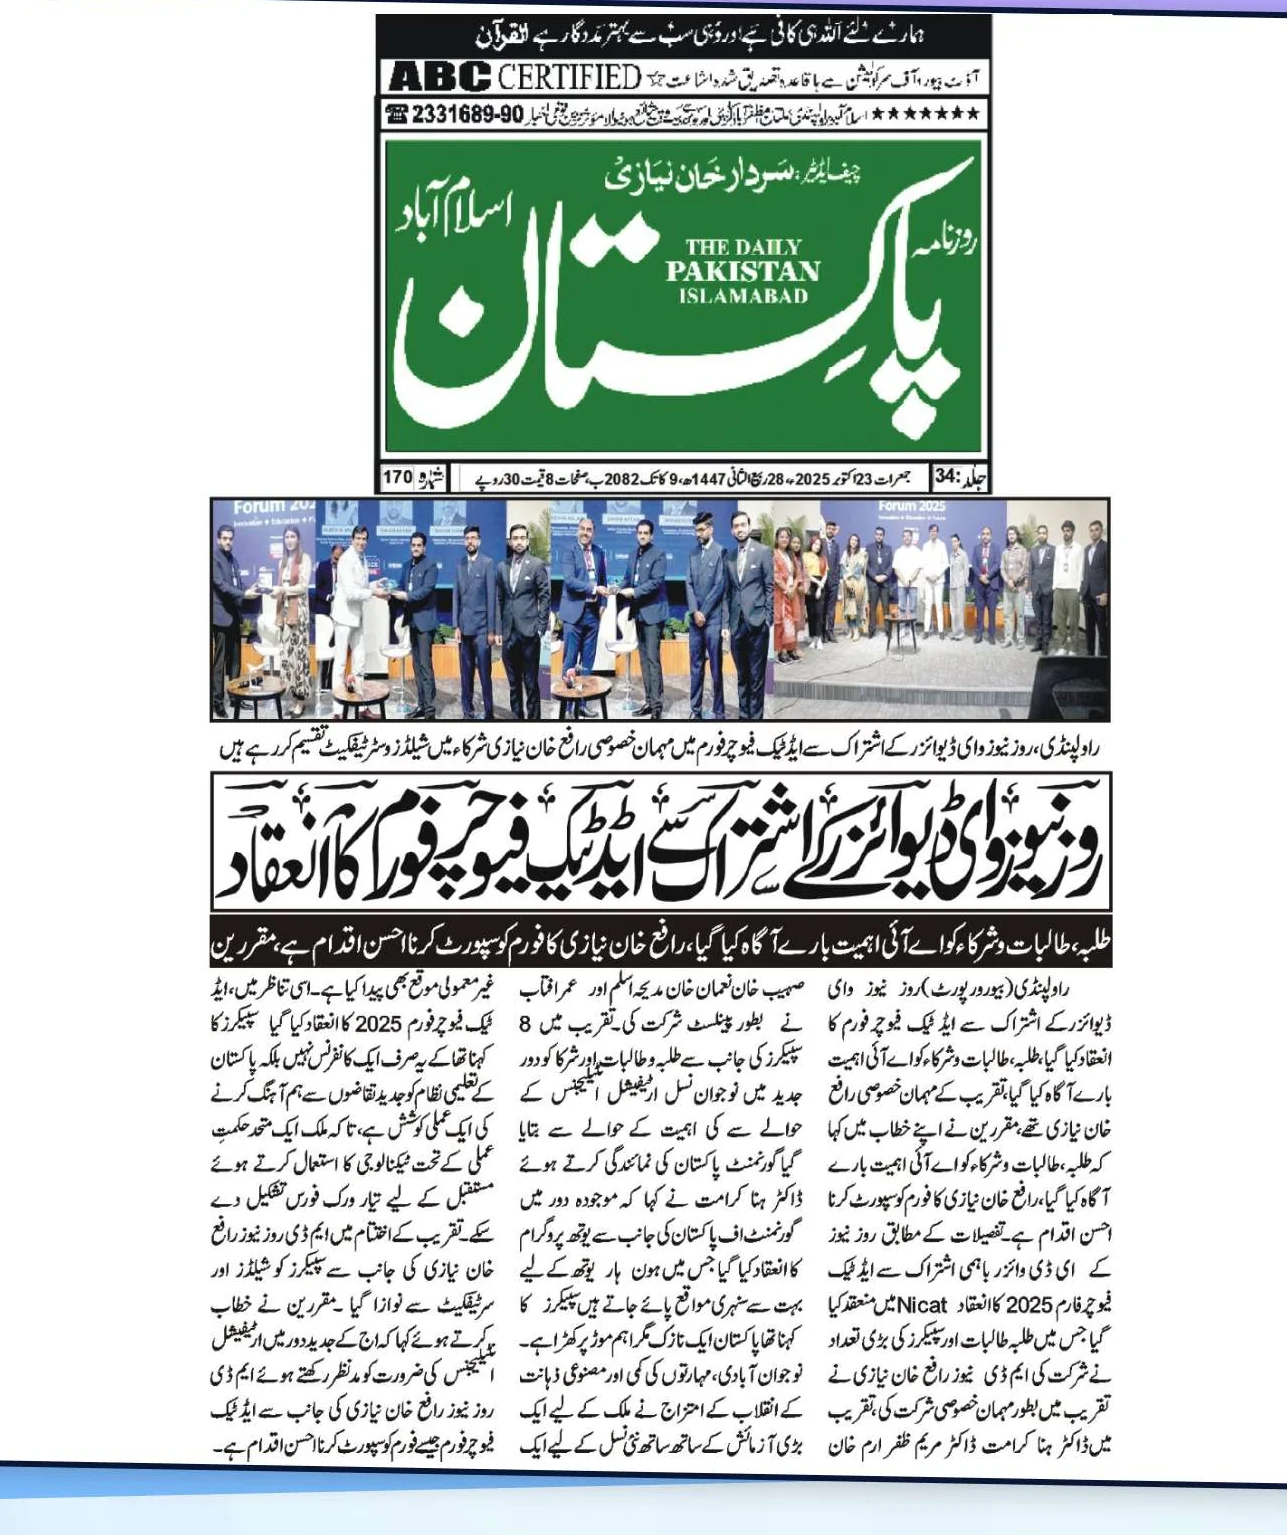 ہمارے لئے اللہ ہی کافی ہے اور وہی سب سے بہتر مددگار ہے القرآن
ABC CERTIFIED ☆ آڈٹ بیورو آف سرکولیشن سے باقاعدہ تصدیق شدہ اشاعت
☎ 2331689-90 ★★★★★★★
چیف ایڈیٹر: سردار خان نیازی
روزنامہ پاکستان اسلام آباد
THE DAILY
PAKISTAN
ISLAMABAD
جلد: 34
جمعرات 23 اکتوبر 2025ء، 28 ربیع الثانی 1447ھ، 9 کاتک 2082 ب، صفحات 8 قیمت 30 روپے
شمارہ 170
Forum 202
Forum 2025
راولپنڈی، روز نیوز و ای ڈیوائزر کے اشتراک سے ایڈٹیک فیوچر فورم میں مہمان خصوصی رافع خان نیازی شرکاء میں شیلڈز و سرٹیفکیٹ تقسیم کر رہے ہیں
روز نیوز و ای ڈیوائزر کے اشتراک سے ایڈٹیک فیوچر فورم کا انعقاد
طلبہ، طالبات و شرکاء کو اے آئی اہمیت بارے آگاہ کیا گیا، رافع خان نیازی کا فورم کو سپورٹ کرنا احسن اقدام ہے، مقررین
راولپنڈی (بیورورپورٹ) روز نیوز وای
ڈیوائزر کے اشتراک سے ایڈ ٹیک فیوچر فورم کا
انعقاد کیا گیا، طلبہ، طالبات و شرکاء کو اے آئی اہمیت
بارے آگاہ کیا گیا، تقریب کے مہمان خصوصی رافع
خان نیازی تھے، مقررین نے اپنے خطاب میں کہا
کہ طلبہ، طالبات و شرکاء کو اے آئی اہمیت بارے
آگاہ کیا گیا، رافع خان نیازی کا فورم کو سپورٹ کرنا
احسن اقدام ہے۔ تفصیلات کے مطابق روز نیوز
کے ای ڈی وائزر باہمی اشتراک سے ایڈ ٹیک
فیوچر فارم 2025 کا انعقاد Nicat میں منعقد کیا
گیا جس میں طلبہ طالبات اور سپیکرز کی بڑی تعداد
نے شرکت کی ایم ڈی نیوز رافع خان نیازی نے
تقریب میں بطور مہمان خصوصی شرکت کی، تقریب
میں ڈاکٹر ہنا کرامت ڈاکٹر مریم ظفر ارم خان
صہیب خان نعمان خان مدیحہ اسلم اور عمر افتاب
نے بطور پینلسٹ شرکت کی۔ تقریب میں 8
سپیکرز کی جانب سے طلبہ و طالبات اور شرکا کو دور
جدید میں نوجوان نسل ارٹیفیشل انٹیلیجنس کے
حوالے سے کی اہمیت کے حوالے سے بتایا
گیا گورنمنٹ پاکستان کی نمائندگی کرتے ہوئے
ڈاکٹر ہنا کرامت نے کہا کہ موجودہ دور میں
گورنمنٹ اف پاکستان کی جانب سے یوتھ پروگرام
کا انعقاد کیا گیا جس میں ہون ہار یوتھ کے لیے
بہت سے سنہری مواقع پائے جاتے ہیں سپیکرز کا
کہنا تھا پاکستان ایک نازک مگر اہم موڑ پر کھڑا ہے۔
نوجوان آبادی، مہارتوں کی کمی اور مصنوعی ذہانت
کے انقلاب کے امتزاج نے ملک کے لیے ایک
بڑی آزمائش کے ساتھ ساتھ نئی نسل کے لیے ایک
غیر معمولی موقع بھی پیدا کیا ہے۔ اسی تناظر میں، ایڈ
ٹیک فیوچر فورم 2025 کا انعقاد کیا گیا سپیکرز کا
کہنا تھا کے یہ صرف ایک کانفرنس نہیں بلکہ پاکستان
کے تعلیمی نظام کو جدید تقاضوں سے ہم آہنگ کرنے
کی ایک عملی کوشش ہے، تاکہ ملک ایک متحد حکمتِ
عملی کے تحت ٹیکنالوجی کا استعمال کرتے ہوئے
مستقبل کے لیے تیار ورک فورس تشکیل دے
سکے۔ تقریب کے اختتام میں ایم ڈی روز نیوز رافع
خان نیازی کی جانب سے سپیکرز کو شیلڈز اور
سرٹیفکیٹ سے نوازا گیا ۔ مقررین نے خطاب
کرتے ہوئے کہا کہ اج کے جدید دور میں ارٹیفیشل
انٹیلیجنس کی ضرورت کو مدنظر رکھتے ہوئے ایم ڈی
روز نیوز رافع خان نیازی کی جانب سے ایڈ ٹیک
فیوچر فورم جیسے فورم کو سپورٹ کرنا احسن اقدام ہے۔